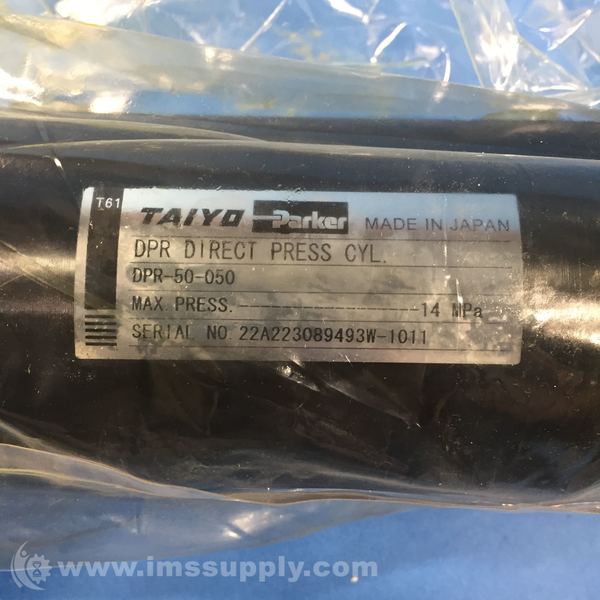 T61
TAIYO Parker MADE IN JAPAN
DPR DIRECT PRESS CYL.
DPR-50-050
MAX. PRESS.--------------------14 MPa
SERIAL NO. 22A223089493W-1011
www.imssupply.com